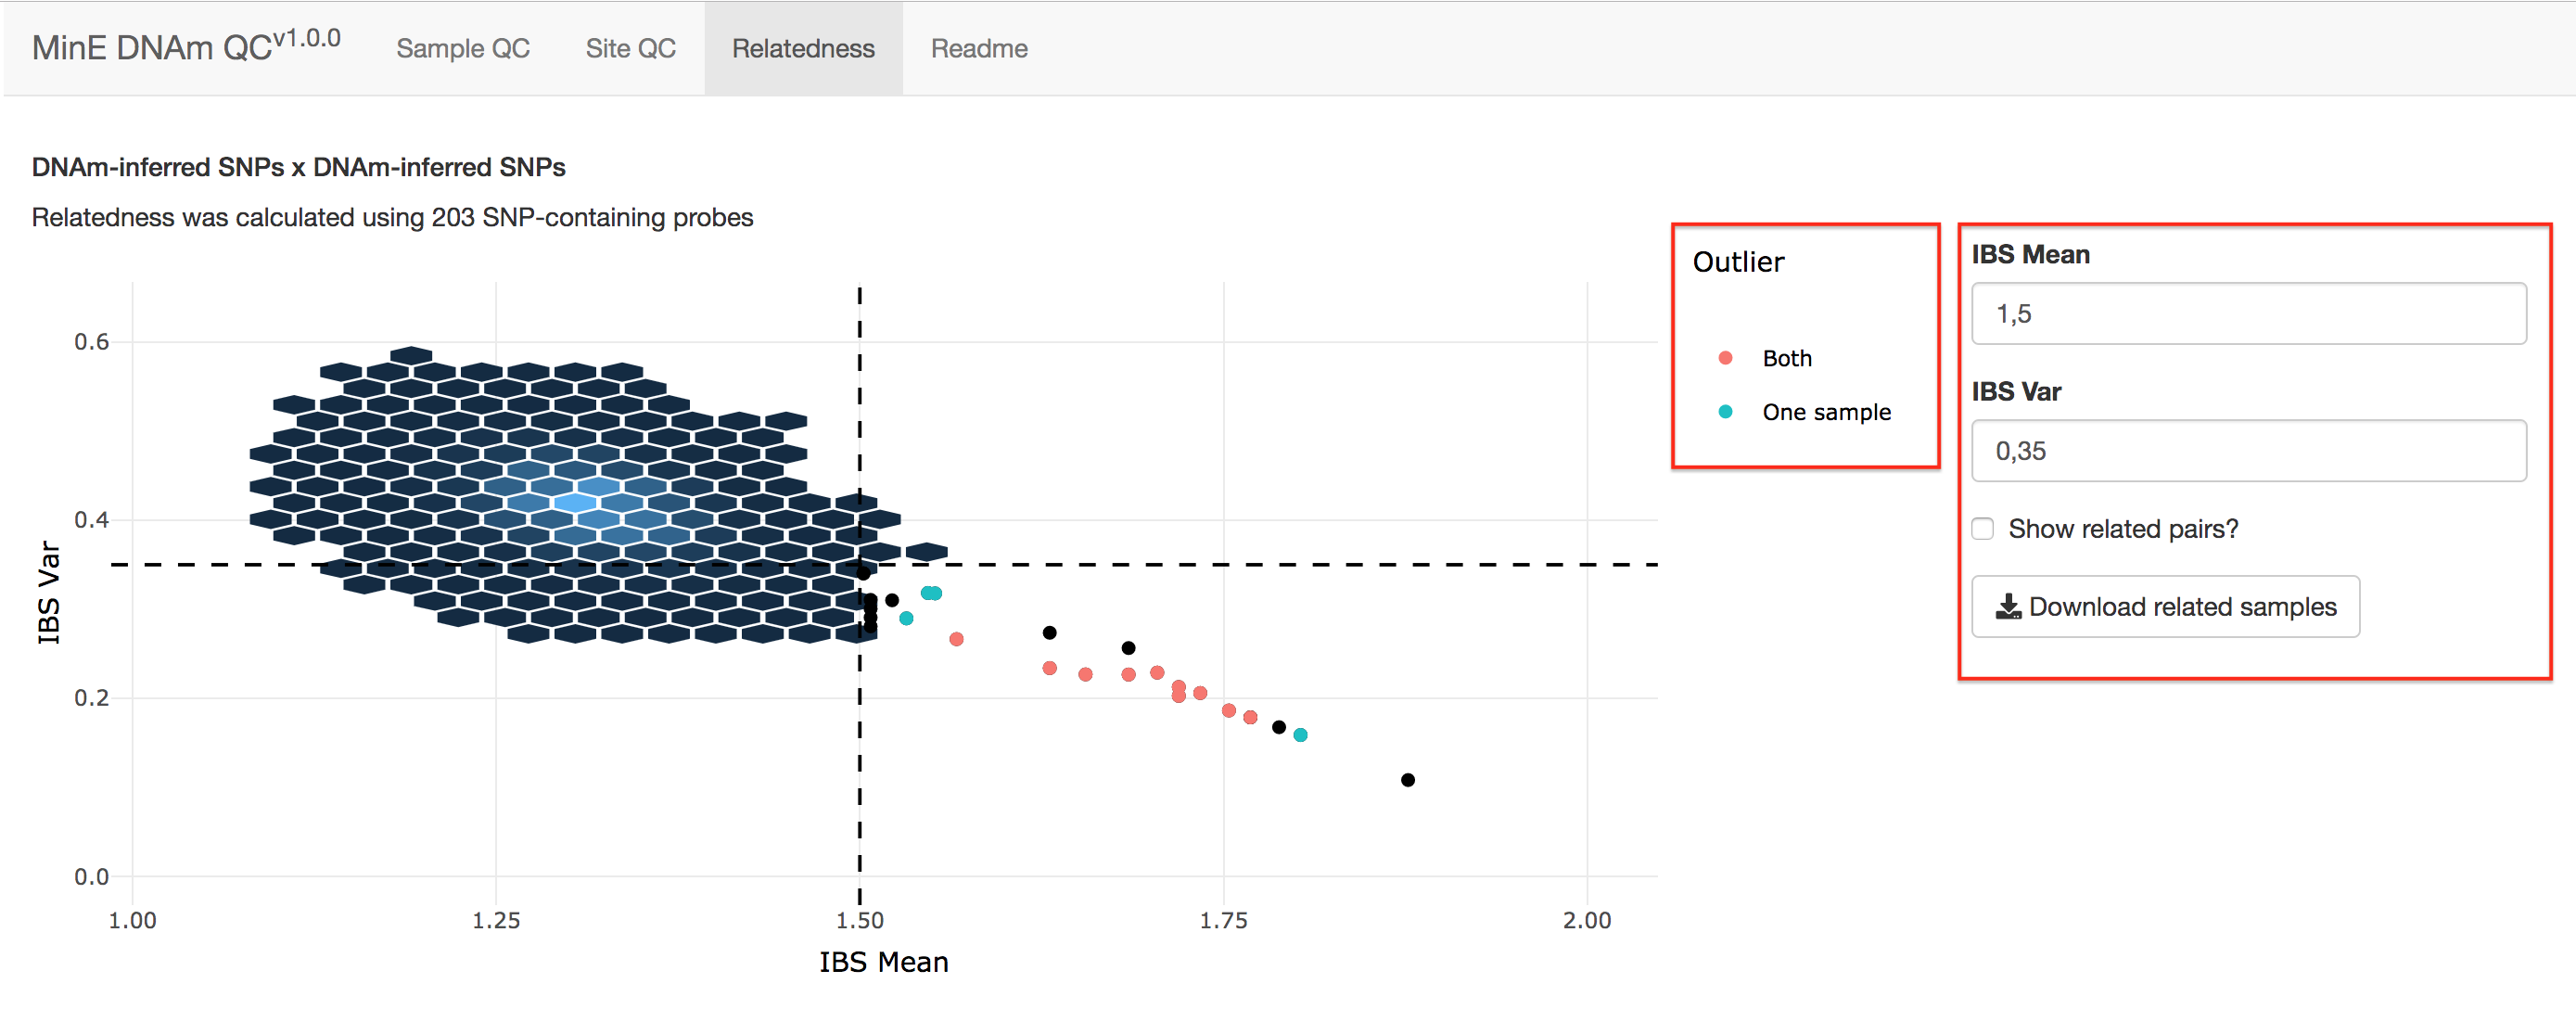 MinE DNAm QCv1.0.0 Sample QC Site QC Relatedness Readme
DNAm-inferred SNPs x DNAm-inferred SNPs
Relatedness was calculated using 203 SNP-containing probes
IBS Var
0.6
0.4
0.2
0.0
1.00 1.25 1.50 1.75 2.00
IBS Mean
Outlier
Both
One sample
IBS Mean
1,5
IBS Var
0,35
Show related pairs?
Download related samples